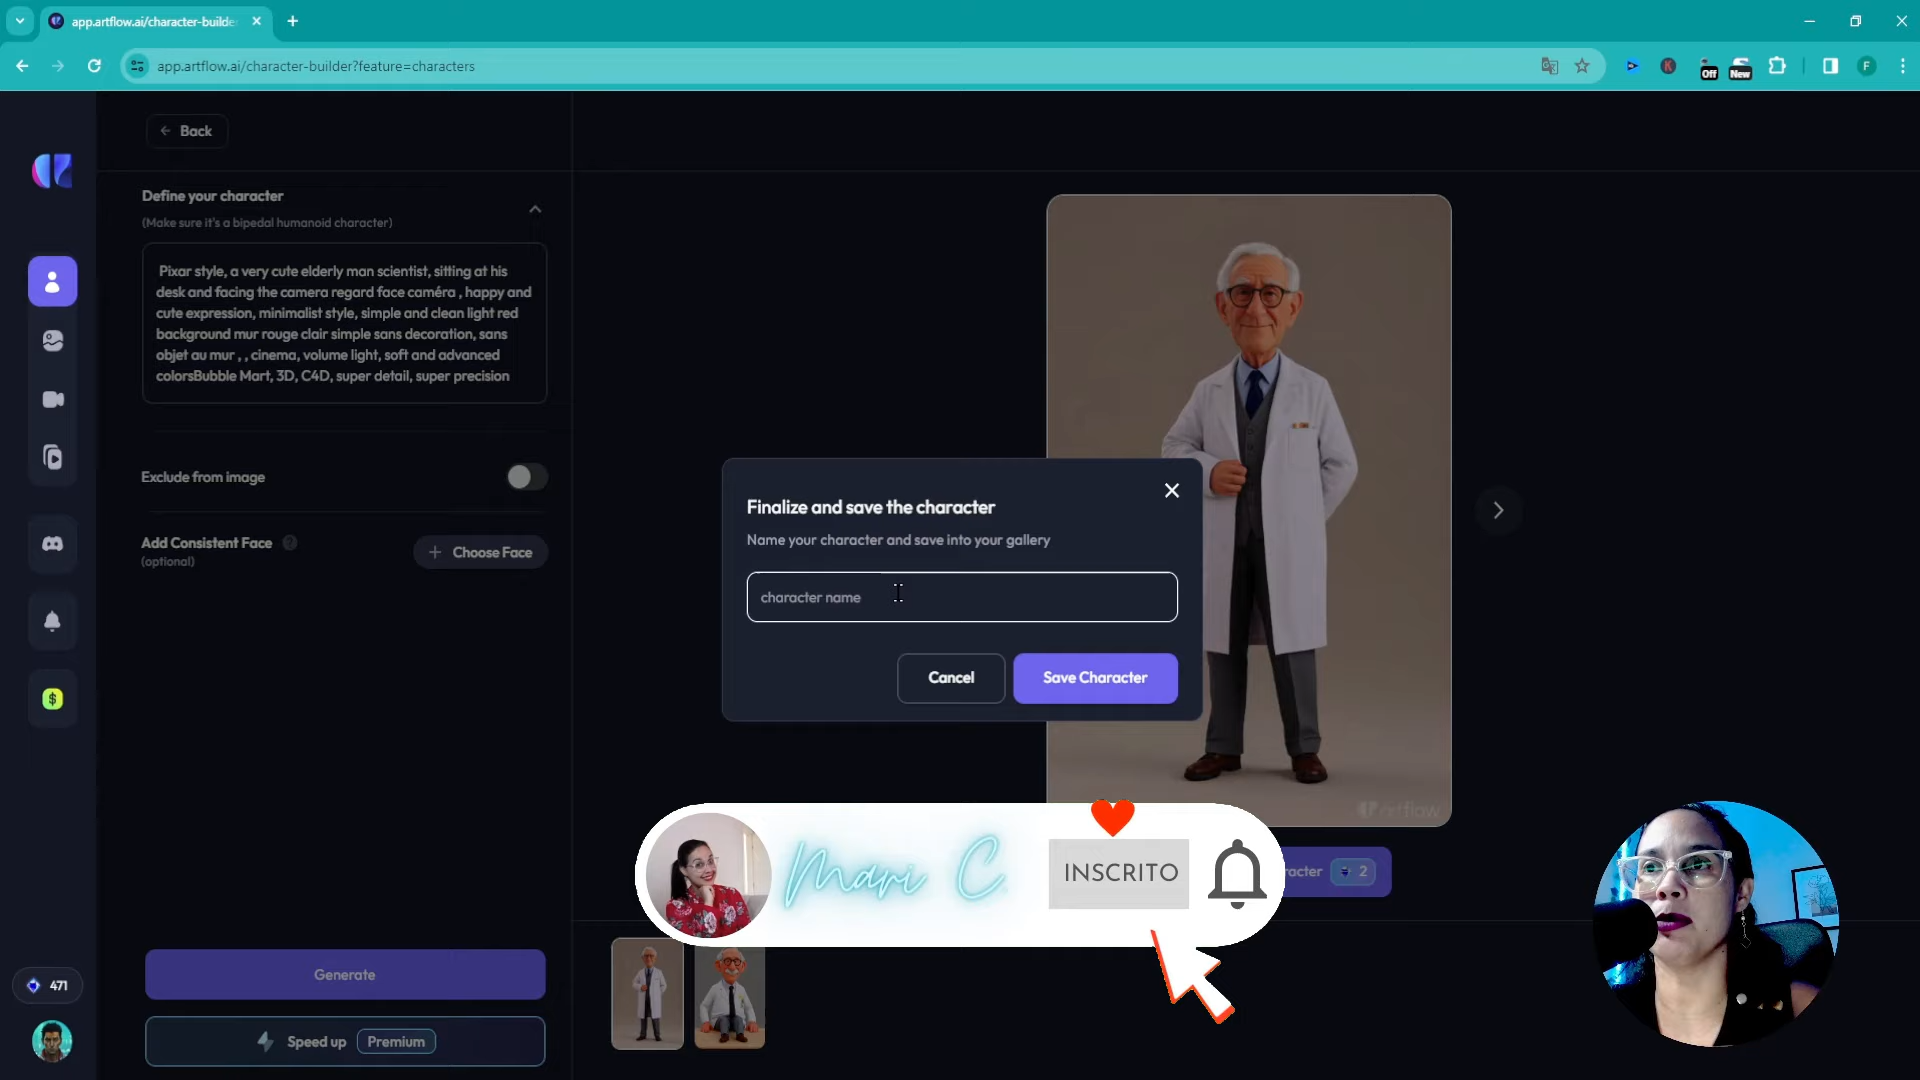 app.artflow.ai/character-builde
app.artflow.ai/character-builder?feature=characters
K
Off
New
F
Back
Define your character
(Make sure it's a bipedal humanoid character)
Pixar style, a very cute elderly man scientist, sitting at his
desk and facing the camera regard face caméra , happy and
cute expression, minimalist style, simple and clean light red
background mur rouge clair simple sans decoration, sans
objet au mur , , cinema, volume light, soft and advanced
colorsBubble Mart, 3D, C4D, super detail, super precision
Exclude from image
Add Consistent Face ?
(optional)
+ Choose Face
Finalize and save the character
Name your character and save into your gallery
character name
Cancel
Save Character
artflow
Mari C
INSCRITO
racter
2
$
Generate
471
Speed up
Premium